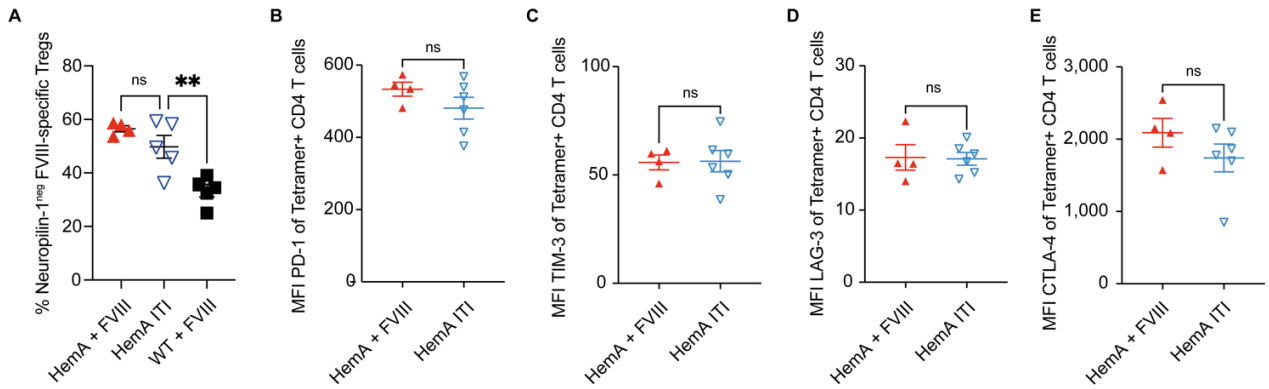 A
% Neuropilin-1neg FVIII-specific Tregs
80
60
40
20
0
ns
**
HemA + FVIII
HemA ITI
WT + FVIII
B
MFI PD-1 of Tetramer+ CD4 T cells
600
400
200
0
ns
HemA + FVIII
HemA ITI
C
MFI TIM-3 of Tetramer+ CD4 T cells
100
50
0
ns
HemA + FVIII
HemA ITI
D
MFI LAG-3 of Tetramer+ CD4 T cells
30
20
10
0
ns
HemA + FVIII
HemA ITI
E
MFI CTLA-4 of Tetramer+ CD4 T cells
3,000
2,000
1,000
0
ns
HemA + FVIII
HemA ITI